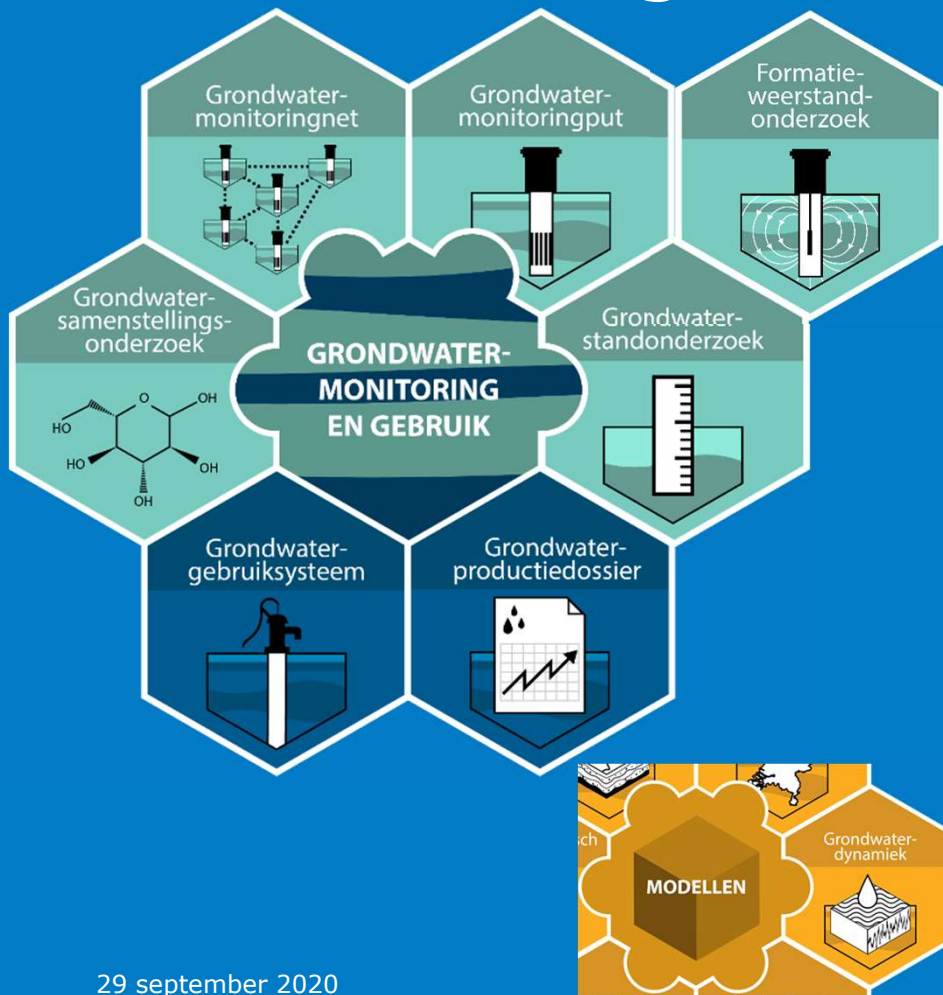 Grondwater-
monitoringnet
Grondwater-
monitoringput
Formatie-
weerstand-
onderzoek
Grondwater-
samenstellings-
onderzoek
O
OH
HO
HO
OH
OH
OH
GRONDWATER-
MONITORING
EN GEBRUIK
Grondwater-
standonderzoek
Grondwater-
gebruiksysteem
Grondwater-
productiedossier
sch
MODELLEN
Grondwater-
dynamiek
29 september 2020